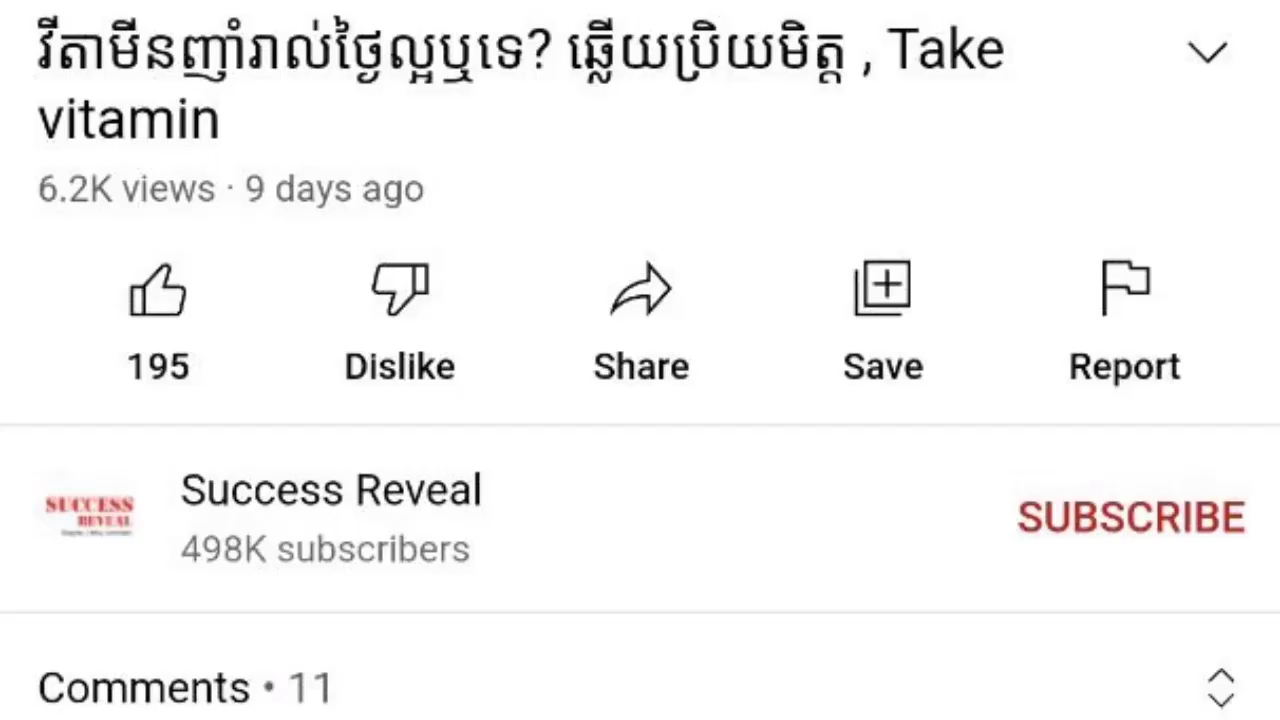 វីតាមីនញ៉ាំរាល់ថ្ងៃល្អឬទេ? ឆ្លើយប្រិយមិត្ត , Take
vitamin
6.2K views · 9 days ago
195 Dislike Share Save Report
SUCCESS
REVEAL
Success Reveal
498K subscribers
SUBSCRIBE
Comments • 11